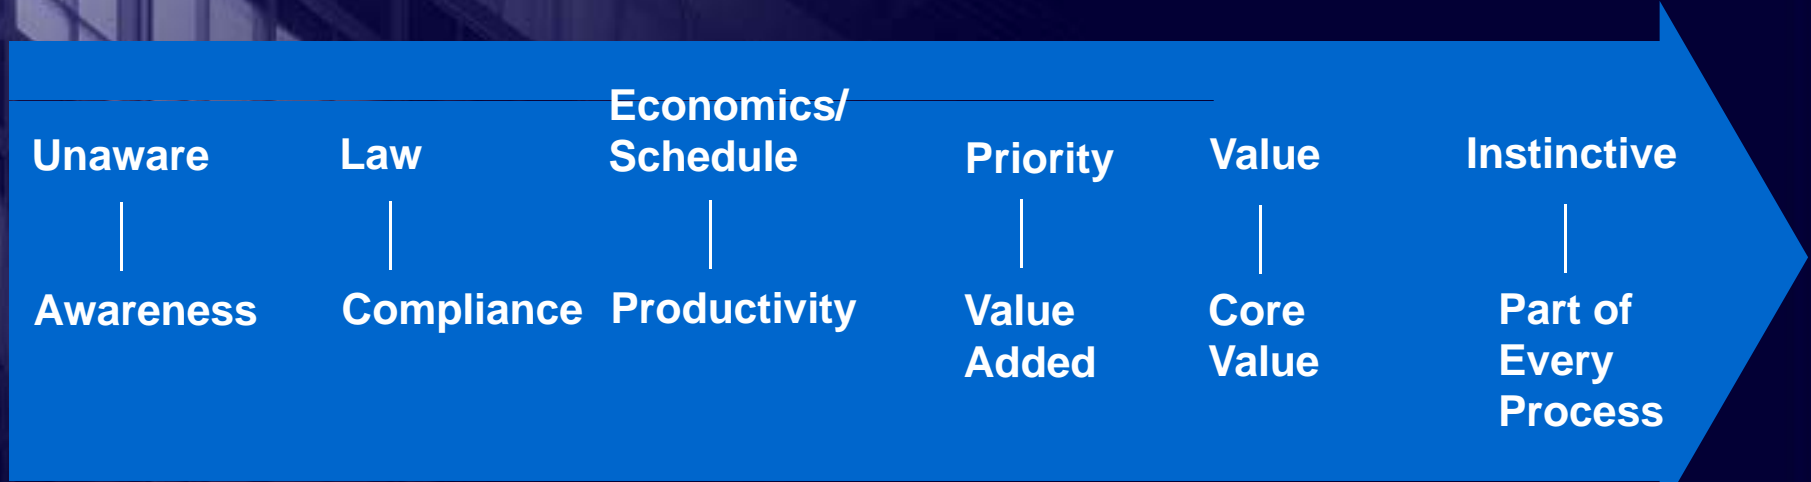 Unaware
Law
Economics/
Schedule
Priority
Value
Instinctive
Awareness
Compliance
Productivity
Value
Added
Core
Value
Part of
Every
Process